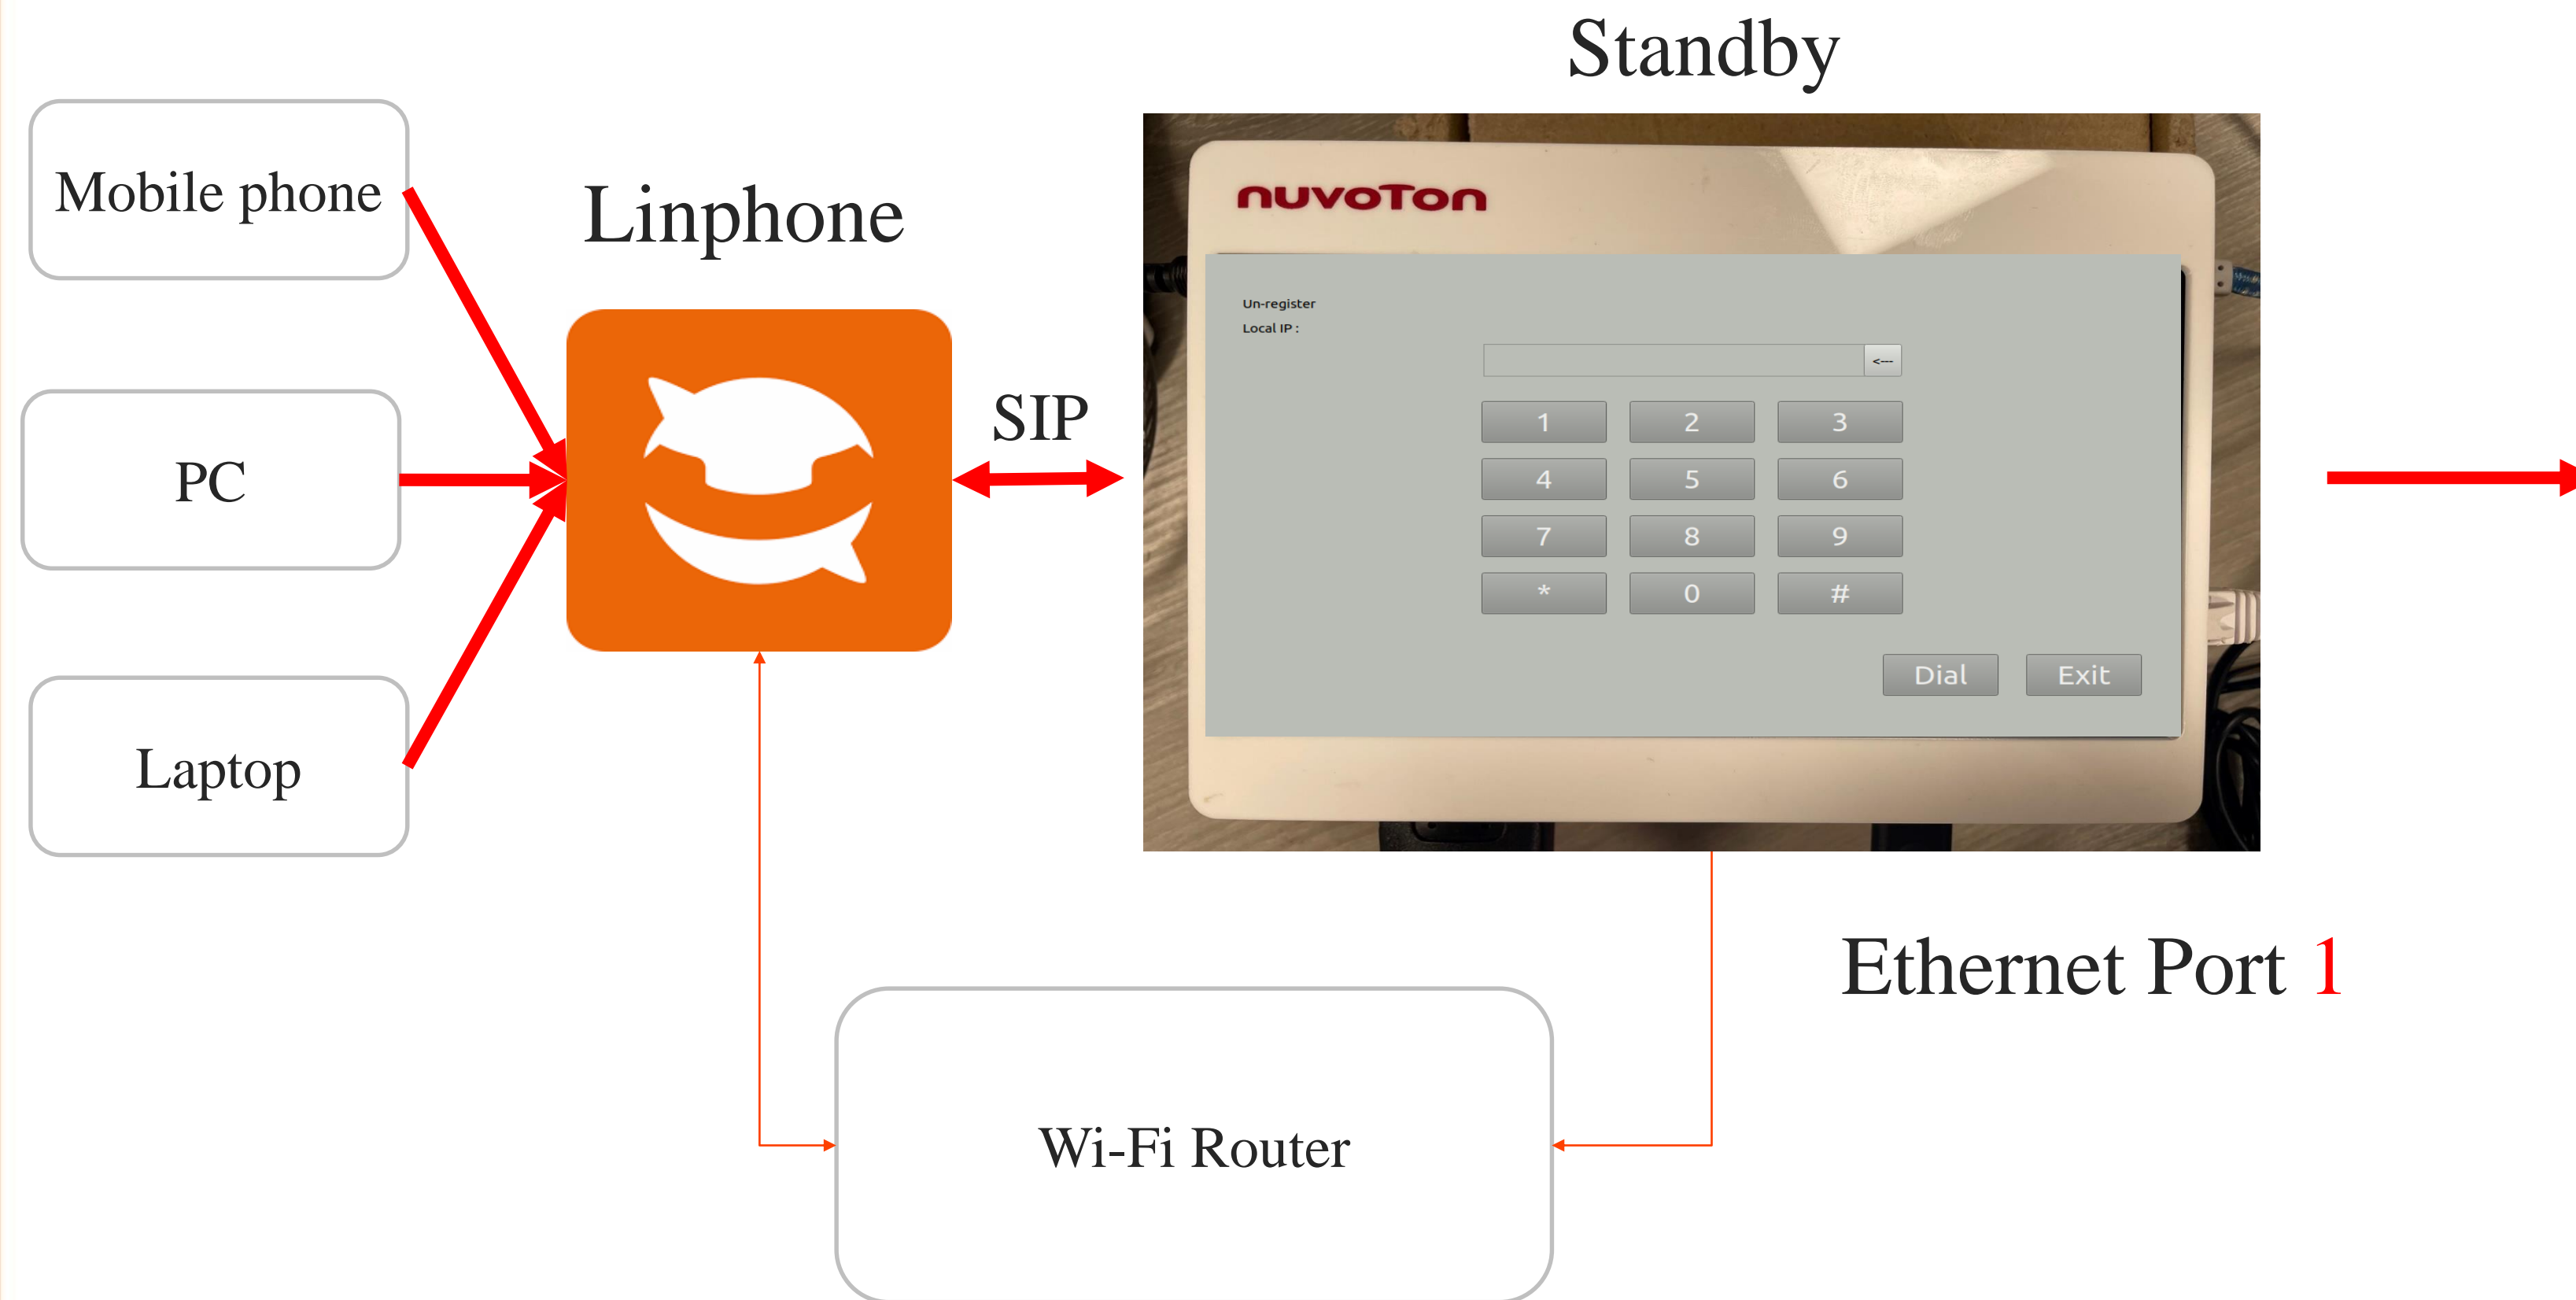 Standby
Mobile phone
Linphone
nuvoTon
Un-register
Local IP :
<---
1 2 3
SIP
PC
4 5 6
7 8 9
* 0 #
Dial Exit
Laptop
Ethernet Port 1
Wi-Fi Router